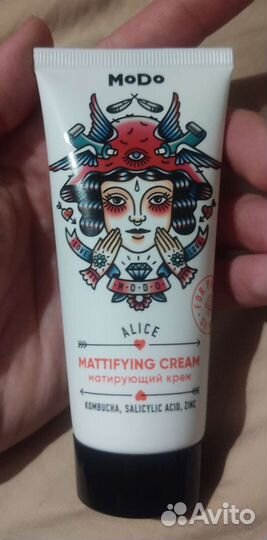 MoDo
MODO
ALICE
MATTIFYING CREAM
матирующий крем
KOMBUCHA, SALICYLIC ACID, ZINC
Avito